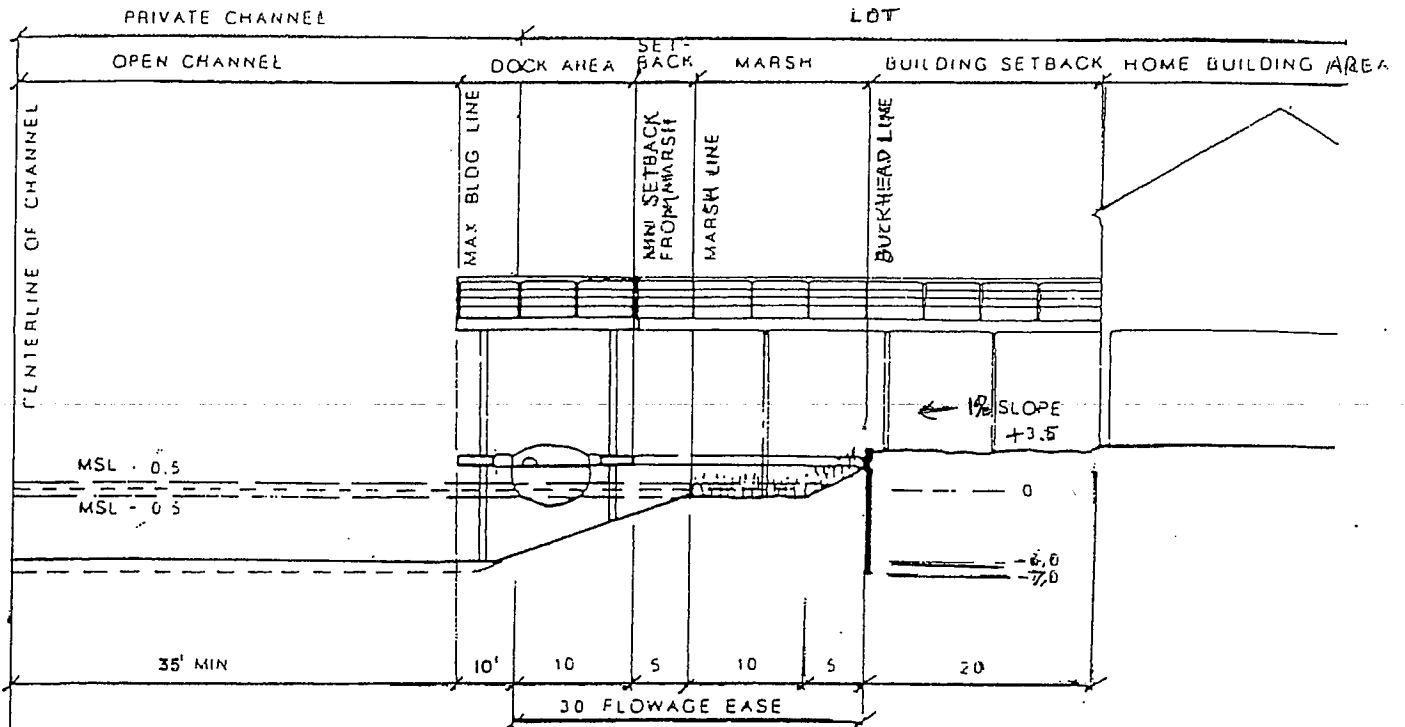 PRIVATE CHANNEL
LOT
OPEN CHANNEL
DOCK AREA
SET-
BACK
MARSH
BUILDING SETBACK
HOME BUILDING AREA
CENTERLINE OF CHANNEL
MAX BLDG LINE
MINI SETBACK
FROM MARSH
MARSH LINE
BUCKHEAD LINE
1% SLOPE
+3.5
MSL - 0.5
MSL - 0.5
0
-6.0
-7.0
35' MIN
10'
10
5
10
5
20
30 FLOWAGE EASE